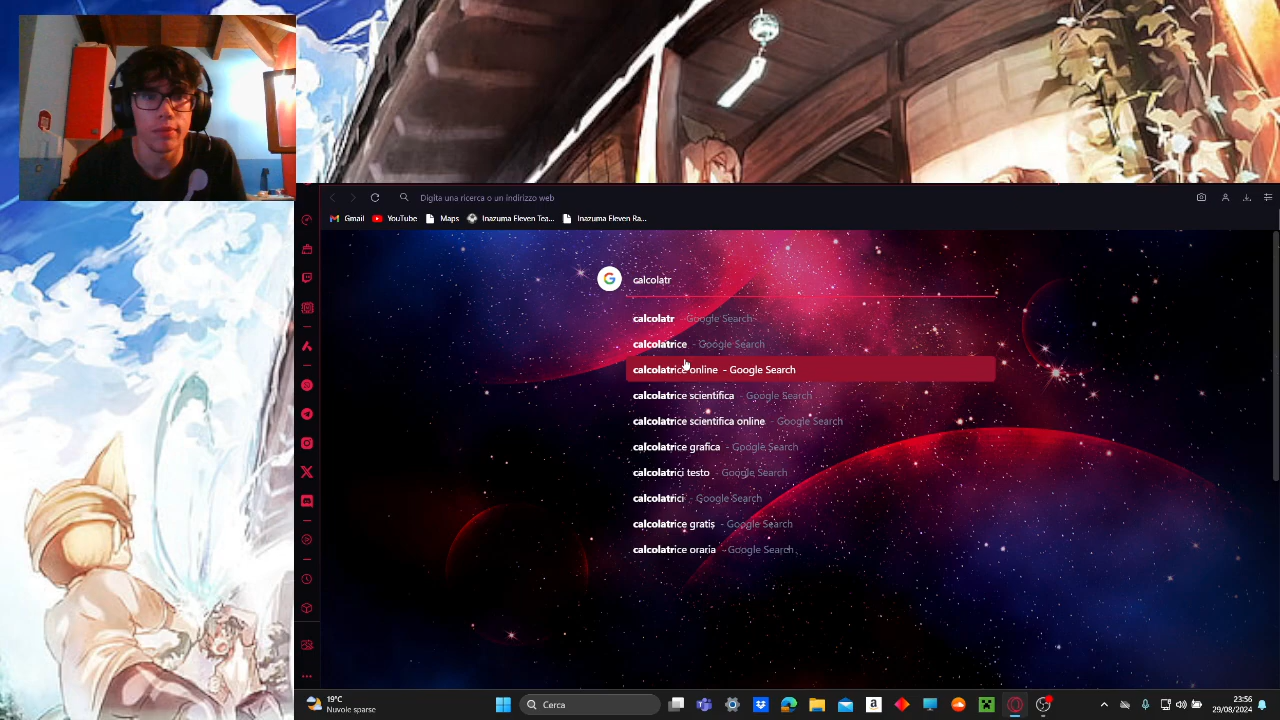 Digita una ricerca o un indirizzo web
Gmail YouTube Maps Inazuma Eleven Tea... Inazuma Eleven Ra...
calcolatr
calcolatr - Google Search
calcolatrice - Google Search
calcolatrice online - Google Search
calcolatrice scientifica - Google Search
calcolatrice scientifica online - Google Search
calcolatrice grafica - Google Search
calcolatrici testo - Google Search
calcolatrici - Google Search
calcolatrice gratis - Google Search
calcolatrice oraria - Google Search
19°C
Nuvole sparse
Cerca
23:56
29/08/2024